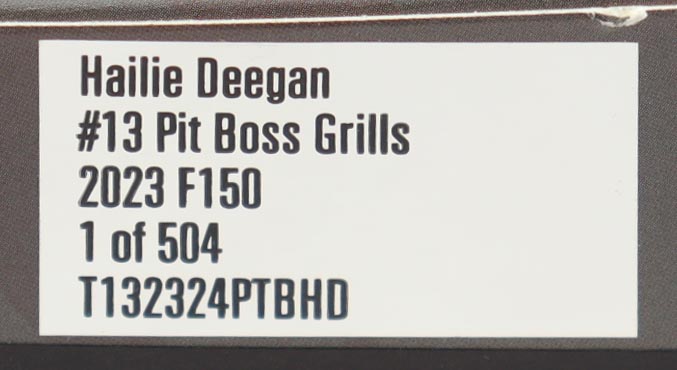 Hailie Deegan
#13 Pit Boss Grills
2023 F150
1 of 504
T132324PTBHD